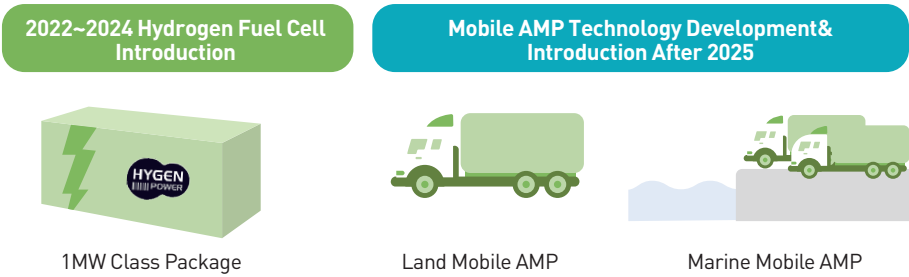 2022~2024 Hydrogen Fuel Cell
Introduction
Mobile AMP Technology Development&
Introduction After 2025
HYGEN
POWER
1MW Class Package
Land Mobile AMP
Marine Mobile AMP